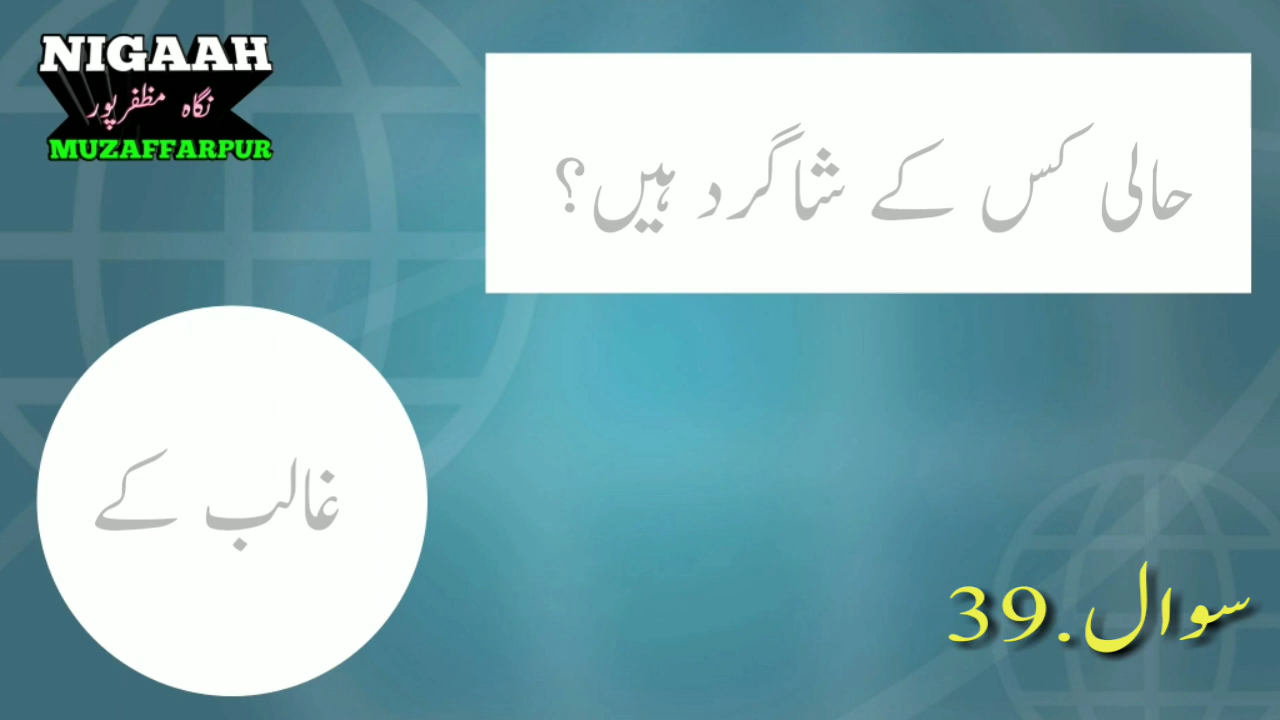 NIGAAH
نگاہ مظفرپور
MUZAFFARPUR
حالی کس کے شاگرد ہیں؟
غالب کے
سوال.39